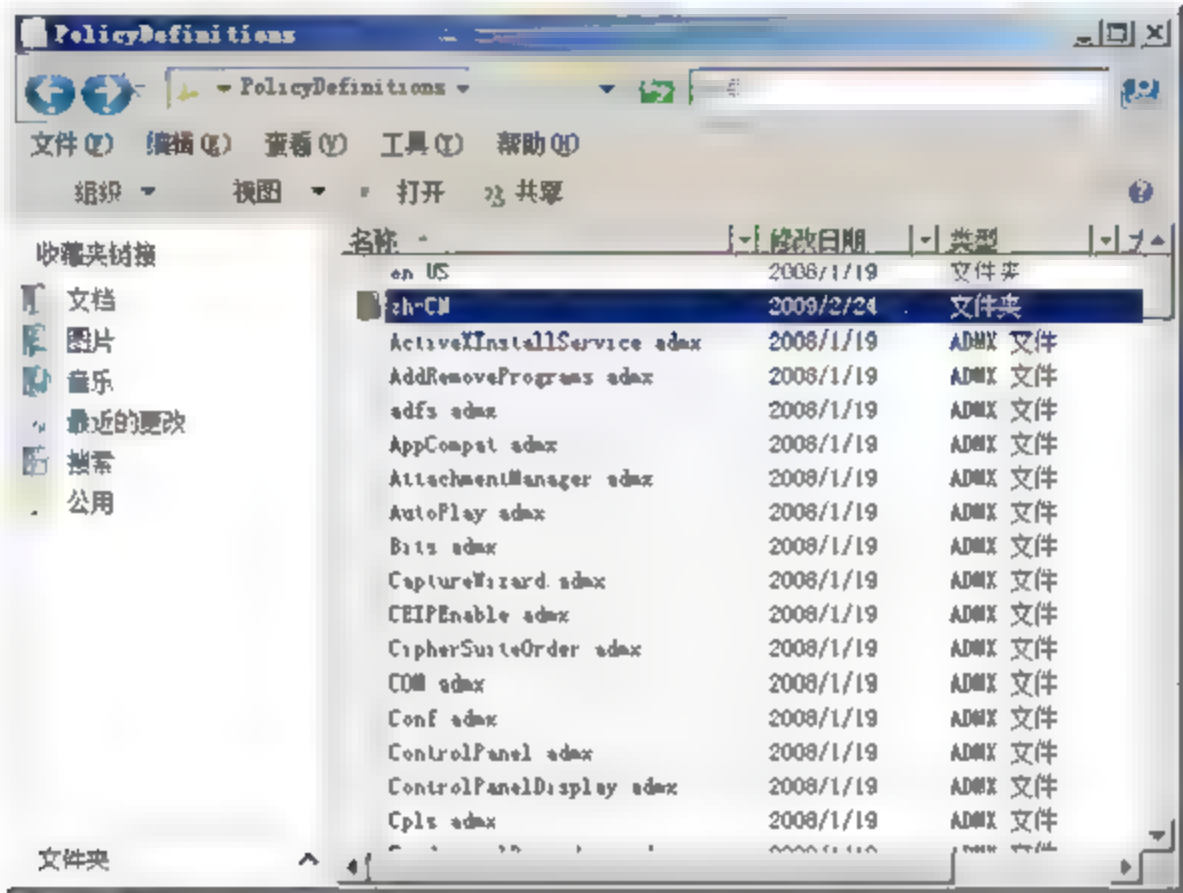 PolicyDefinitions
PolicyDefinitions
文件(F) 编辑(E) 查看(V) 工具(T) 帮助(H)
组织 视图 打开 共享
收藏夹链接
文档
图片
音乐
最近的更改
搜索
公用
文件夹
名称 修改日期 类型
en-US 2008/1/19 文件夹
zh-CN 2009/2/24 文件夹
ActiveXInstallService.admx 2008/1/19 ADMX 文件
AddRemovePrograms.admx 2008/1/19 ADMX 文件
adfs.admx 2008/1/19 ADMX 文件
AppCompat.admx 2008/1/19 ADMX 文件
AttachmentManager.admx 2008/1/19 ADMX 文件
AutoPlay.admx 2008/1/19 ADMX 文件
Bits.admx 2008/1/19 ADMX 文件
CaptureWizard.admx 2008/1/19 ADMX 文件
CEIPEnable.admx 2008/1/19 ADMX 文件
CipherSuiteOrder.admx 2008/1/19 ADMX 文件
COM.admx 2008/1/19 ADMX 文件
Conf.admx 2008/1/19 ADMX 文件
ControlPanel.admx 2008/1/19 ADMX 文件
ControlPanelDisplay.admx 2008/1/19 ADMX 文件
Cpls.admx 2008/1/19 ADMX 文件